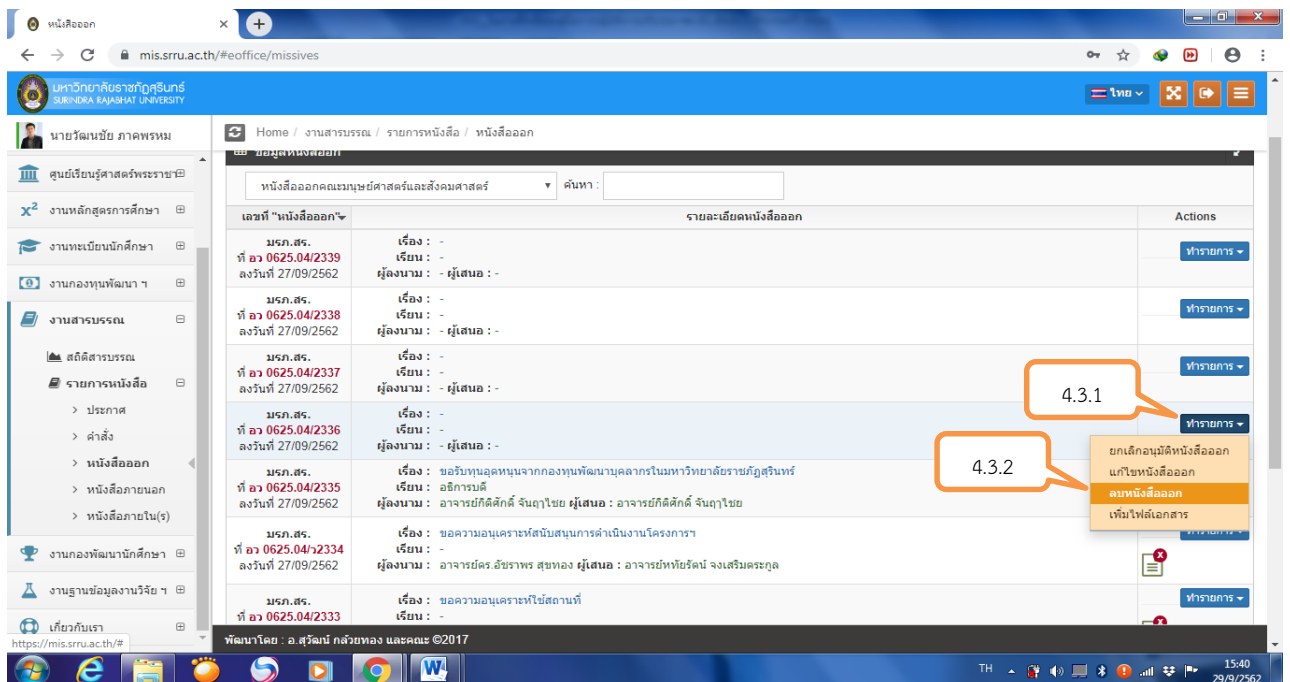 หนังสือออก
mis.srru.ac.th/#eoffice/missives
มหาวิทยาลัยราชภัฏสุรินทร์
SURINDRA RAJABHAT UNIVERSITY
ไทย
นายวัฒนชัย ภาคพรหม
Home / งานสารบรรณ / รายการหนังสือ / หนังสือออก
ข้อมูลหนังสือออก
ศูนย์เรียนรู้ศาสตร์พระราชา
งานหลักสูตรการศึกษา
งานทะเบียนนักศึกษา
งานกองทุนพัฒนา ฯ
งานสารบรรณ
สถิติสารบรรณ
รายการหนังสือ
> ประกาศ
> คำสั่ง
> หนังสือออก
> หนังสือภายนอก
> หนังสือภายใน(ร)
งานกองพัฒนานักศึกษา
งานฐานข้อมูลงานวิจัย ฯ
เกี่ยวกับเรา
https://mis.srru.ac.th/#
หนังสือออกคณะมนุษย์ศาสตร์และสังคมศาสตร์ ค้นหา :
เลขที่ "หนังสือออก" รายละเอียดหนังสือออก Actions
มรภ.สร. เรื่อง : -
ที่ อว 0625.04/2339 เรียน : - ทำรายการ
ลงวันที่ 27/09/2562 ผู้ลงนาม : - ผู้เสนอ : -
มรภ.สร. เรื่อง : -
ที่ อว 0625.04/2338 เรียน : - ทำรายการ
ลงวันที่ 27/09/2562 ผู้ลงนาม : - ผู้เสนอ : -
มรภ.สร. เรื่อง : -
ที่ อว 0625.04/2337 เรียน : - ทำรายการ
ลงวันที่ 27/09/2562 ผู้ลงนาม : - ผู้เสนอ : -
4.3.1
มรภ.สร. เรื่อง : -
ที่ อว 0625.04/2336 เรียน : - ทำรายการ
ลงวันที่ 27/09/2562 ผู้ลงนาม : - ผู้เสนอ : -
4.3.2
ยกเลิกอนุมัติหนังสือออก
แก้ไขหนังสือออก
ลบหนังสือออก
เพิ่มไฟล์เอกสาร
มรภ.สร. เรื่อง : ขอรับทุนอุดหนุนจากกองทุนพัฒนาบุคลากรในมหาวิทยาลัยราชภัฏสุรินทร์
ที่ อว 0625.04/2335 เรียน : อธิการบดี
ลงวันที่ 27/09/2562 ผู้ลงนาม : อาจารย์กิติศักดิ์ จันฤาไชย ผู้เสนอ : อาจารย์กิติศักดิ์ จันฤาไชย
มรภ.สร. เรื่อง : ขอความอนุเคราะห์สนับสนุนการดำเนินงานโครงการฯ
ที่ อว 0625.04/ว2334 เรียน : - ทำรายการ
ลงวันที่ 27/09/2562 ผู้ลงนาม : อาจารย์ดร.อัชราพร สุขทอง ผู้เสนอ : อาจารย์หทัยรัตน์ จงเสริมตระกูล
มรภ.สร. เรื่อง : ขอความอนุเคราะห์ใช้สถานที่ ทำรายการ
ที่ อว 0625.04/2333 เรียน : -
พัฒนาโดย : อ.สุวัฒน์ กล้วยทอง และคณะ ©2017
TH
15:40
29/9/2562